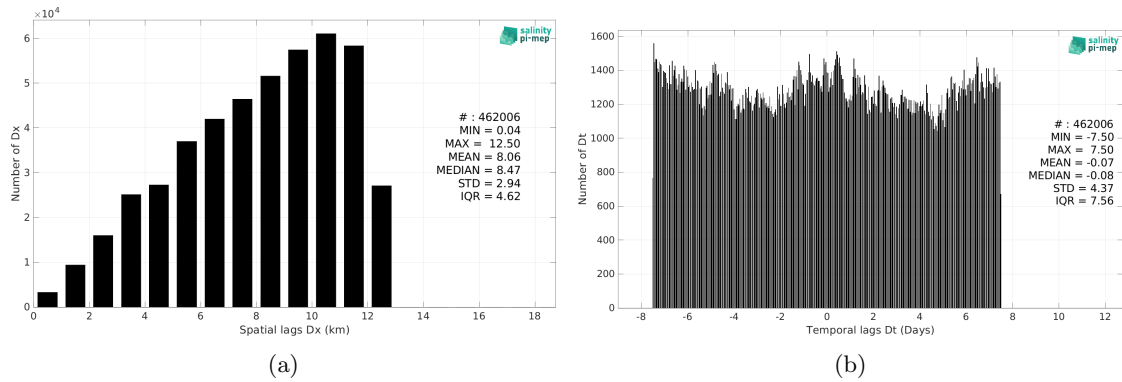 ×10⁴
salinity
pi-mep
6
5
4
3
2
1
0
Number of Dx
# : 462006
MIN = 0.04
MAX = 12.50
MEAN = 8.06
MEDIAN = 8.47
STD = 2.94
IQR = 4.62
0 2 4 6 8 10 12 14 16 18
Spatial lags Dx (km)
(a)
salinity
pi-mep
1600
1400
1200
1000
800
600
400
200
0
Number of Dt
# : 462006
MIN = -7.50
MAX = 7.50
MEAN = -0.07
MEDIAN = -0.08
STD = 4.37
IQR = 7.56
-8 -6 -4 -2 0 2 4 6 8 10 12
Temporal lags Dt (Days)
(b)